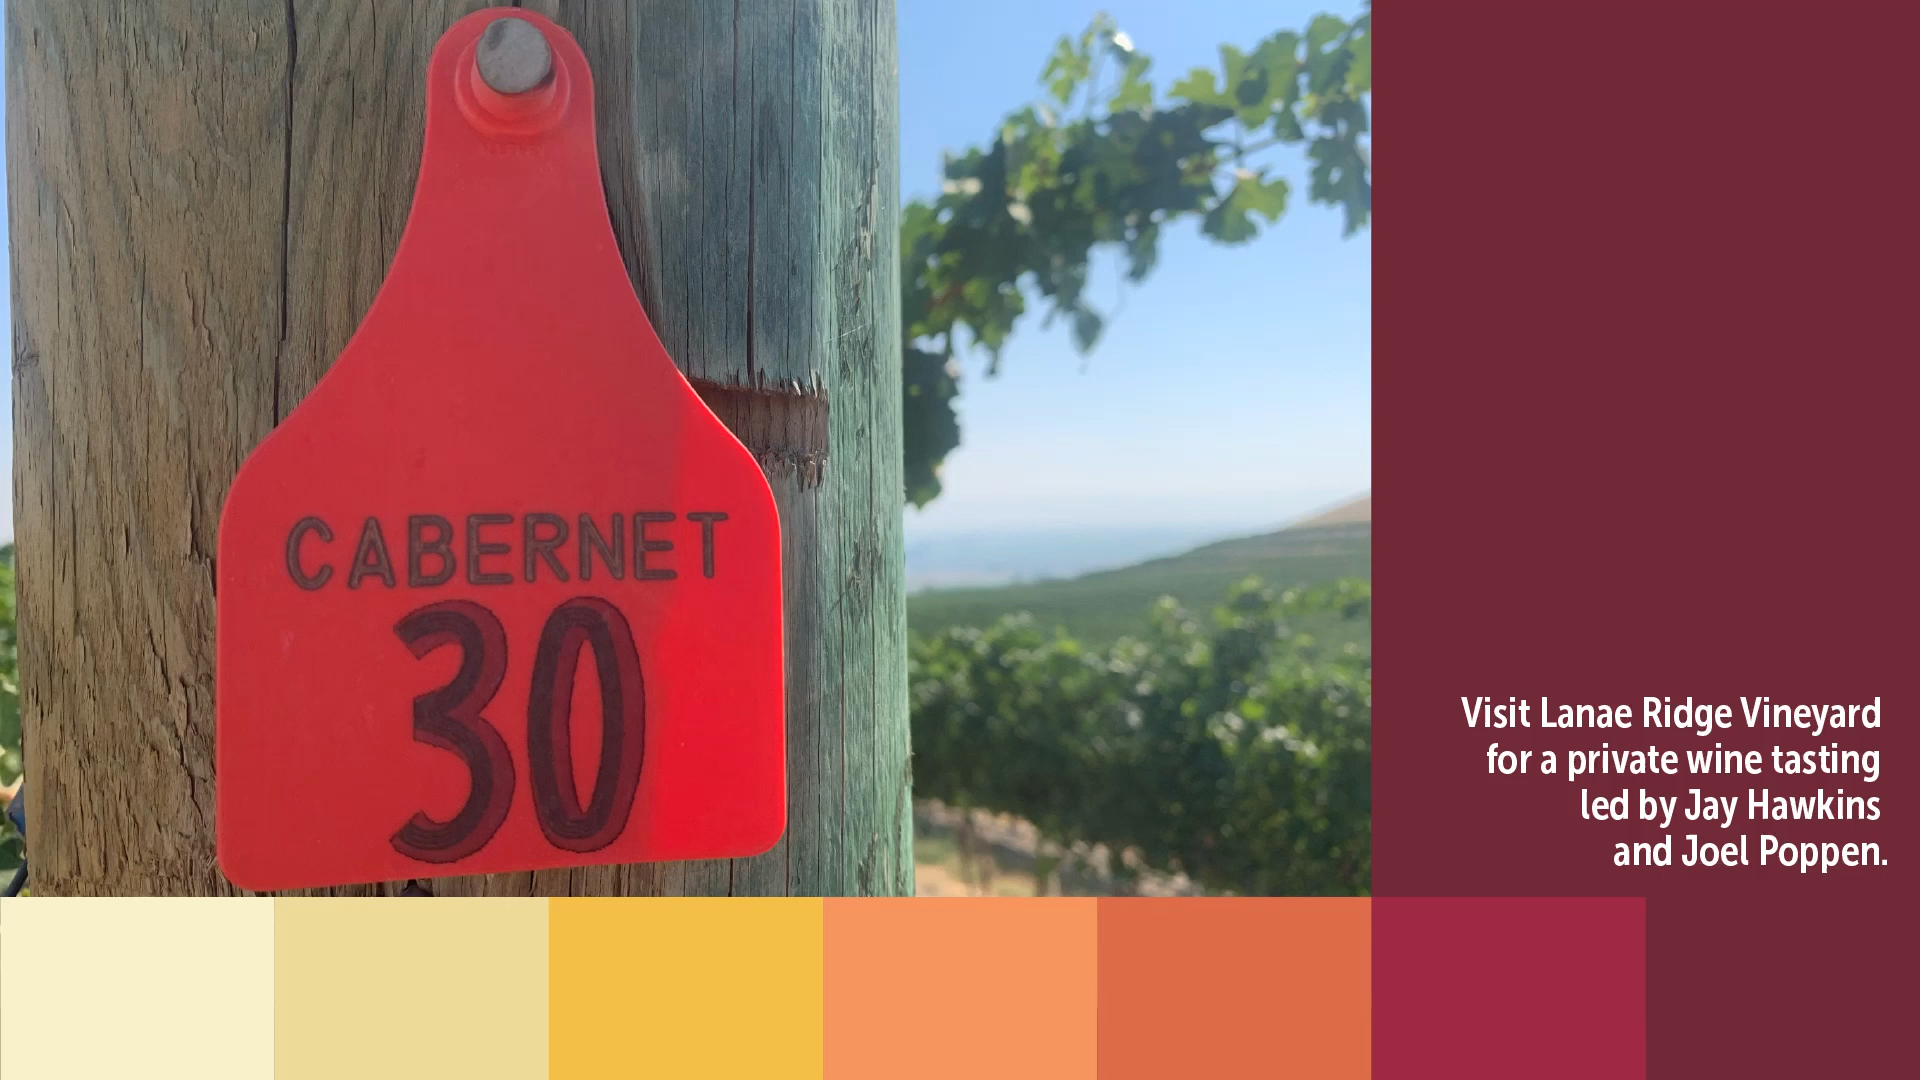 CABERNET
30
Visit Lanae Ridge Vineyard
for a private wine tasting
led by Jay Hawkins
and Joel Poppen.